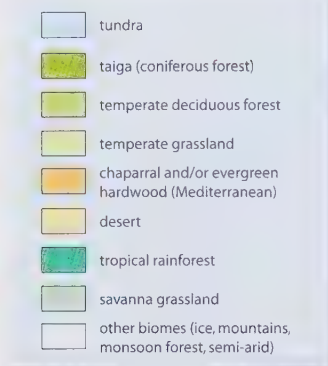 tundra
taiga (coniferous forest)
temperate deciduous forest
temperate grassland
chaparral and/or evergreen
hardwood (Mediterranean)
desert
tropical rainforest
savanna grassland
other biomes (ice, mountains,
monsoon forest, semi-arid)